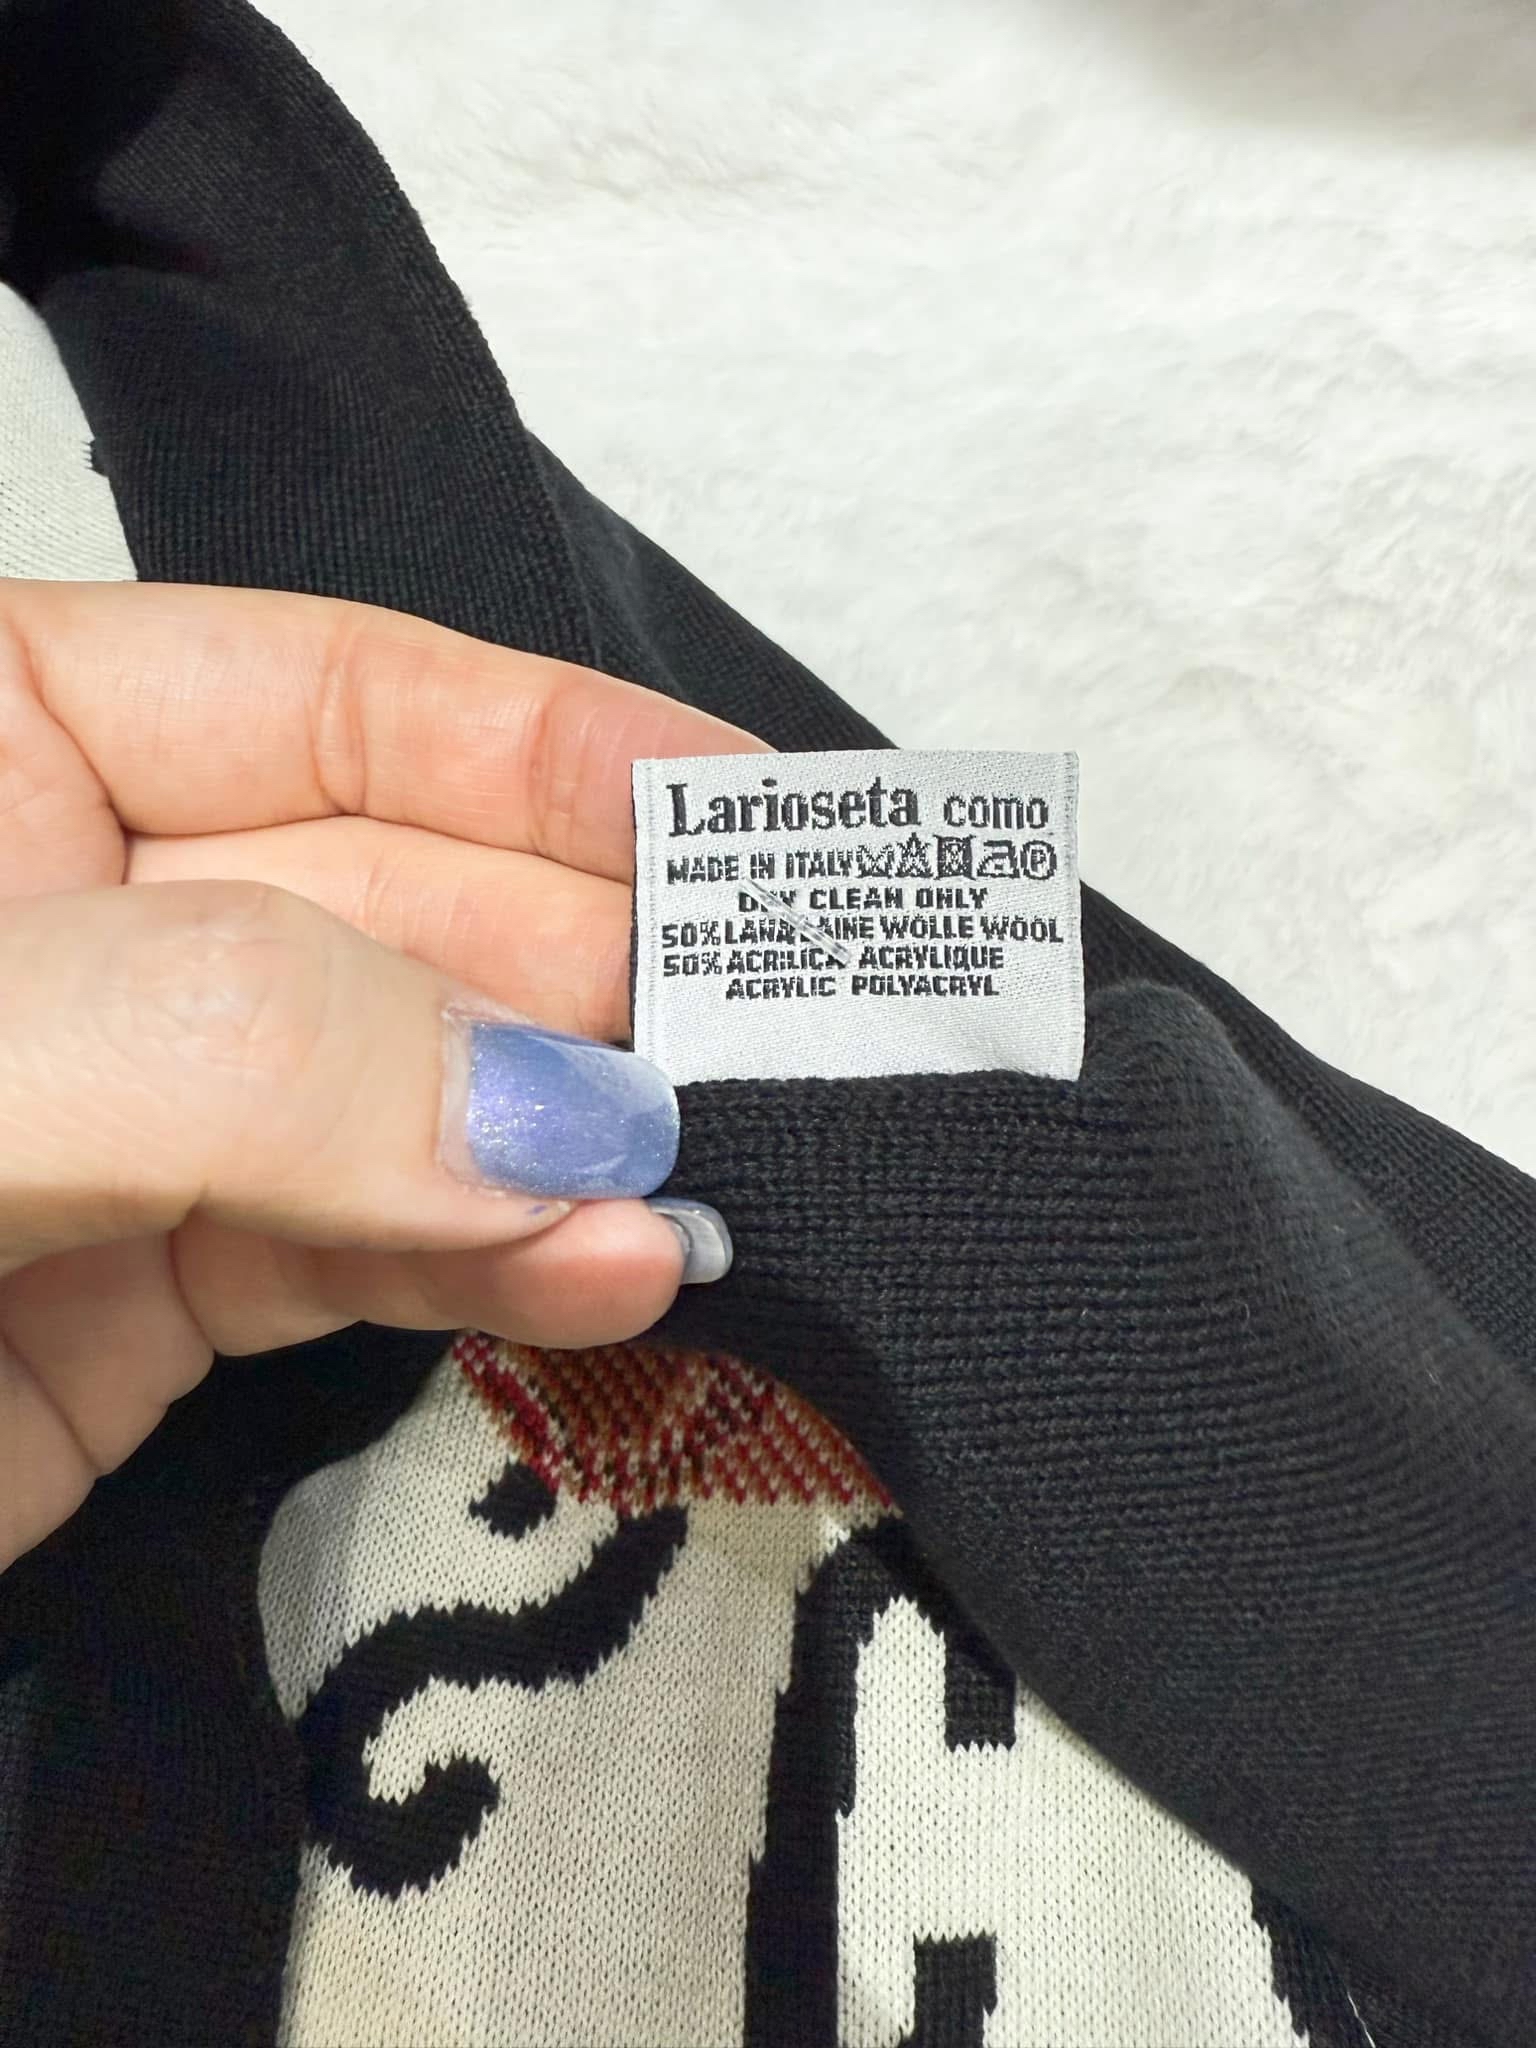 Larioseta como
MADE IN ITALY
DRY CLEAN ONLY
50% LANA LAINE WOLLE WOOL
50% ACRILICA ACRYLIQUE
ACRYLIC POLYACRYL